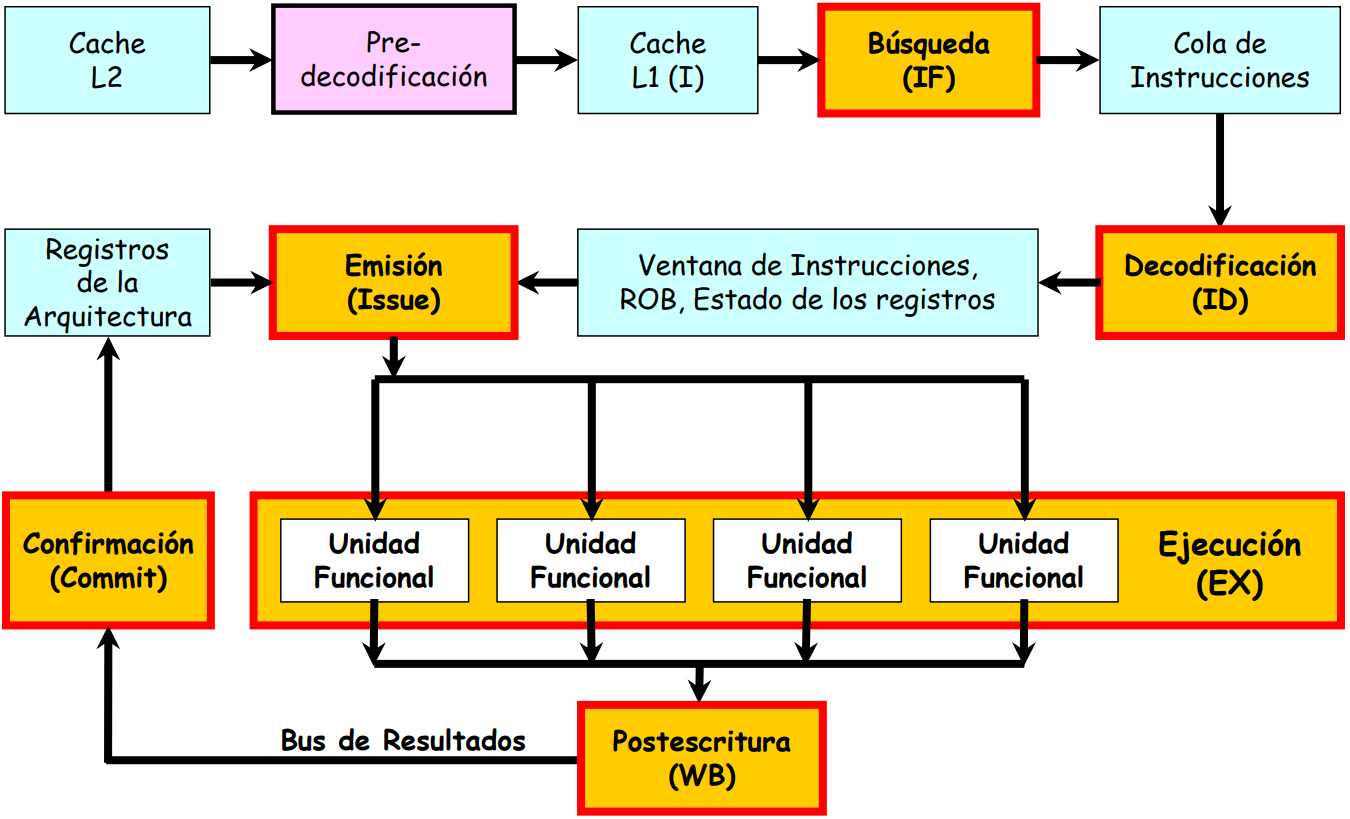 Cache
L2
Pre-
decodificación
Cache
L1 (I)
Búsqueda
(IF)
Cola de
Instrucciones
Registros
de la
Arquitectura
Emisión
(Issue)
Ventana de Instrucciones,
ROB, Estado de los registros
Decodificación
(ID)
Confirmación
(Commit)
Unidad
Funcional
Unidad
Funcional
Unidad
Funcional
Unidad
Funcional
Ejecución
(EX)
Bus de Resultados
Postescritura
(WB)